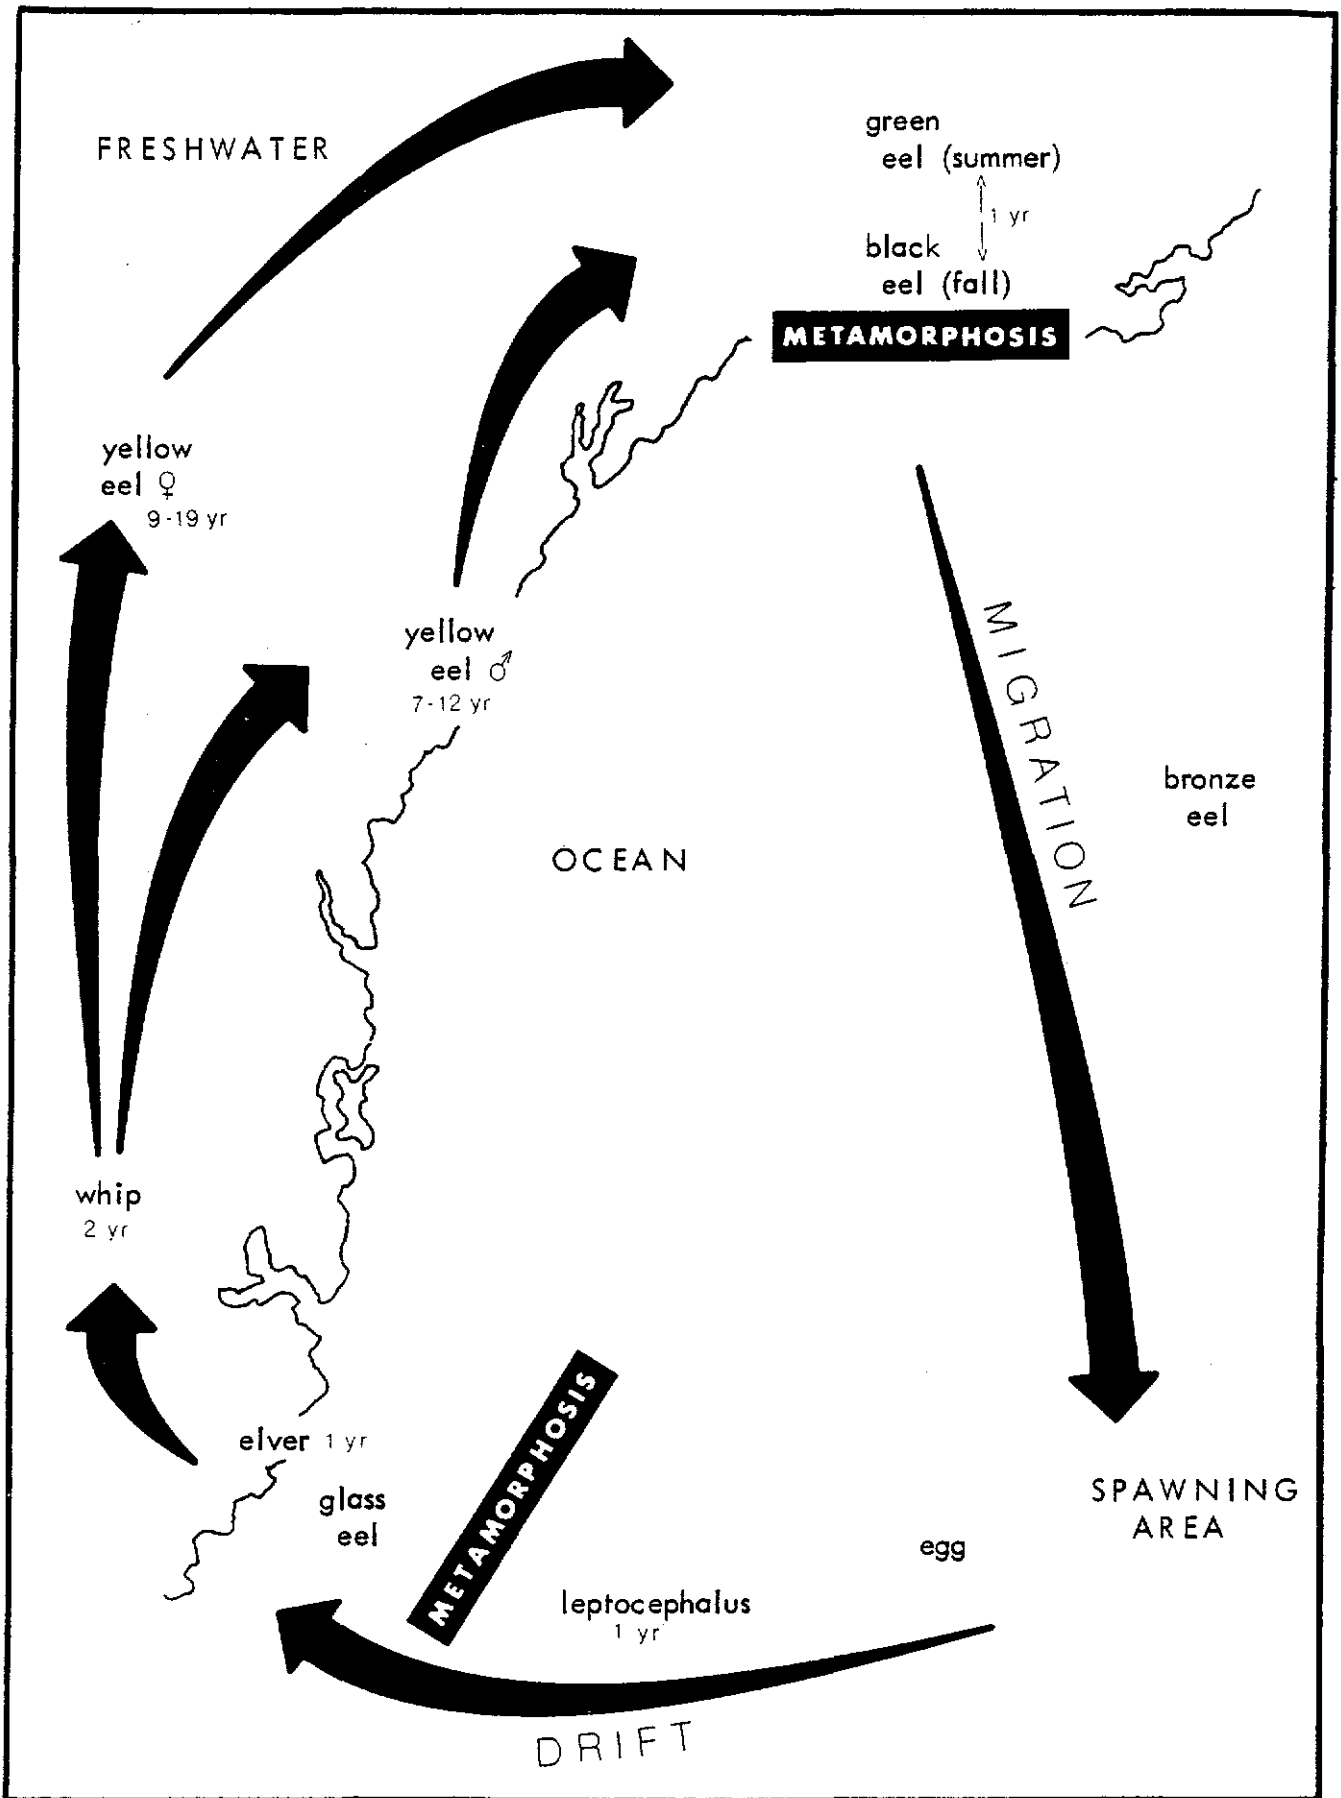 FRESHWATER
green
eel (summer)
1 yr
black
eel (fall)
METAMORPHOSIS
yellow
eel ♀
9-19 yr
yellow
eel ♂
7-12 yr
MIGRATION
bronze
eel
OCEAN
whip
2 yr
elver 1 yr
glass
eel
METAMORPHOSIS
SPAWNING
AREA
egg
leptocephalus
1 yr
DRIFT